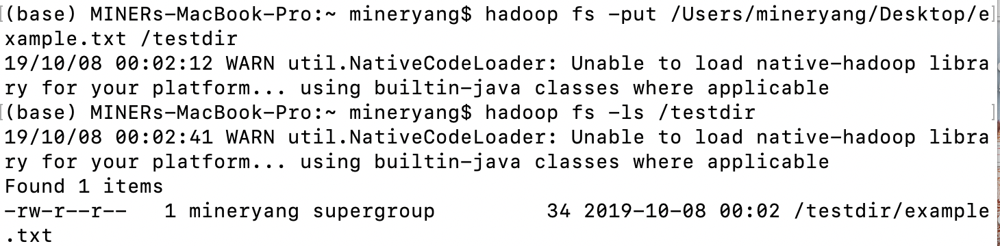 [(base) MINERs-MacBook-Pro:~ mineryang$ hadoop fs -put /Users/mineryang/Desktop/e]
xample.txt /testdir
19/10/08 00:02:12 WARN util.NativeCodeLoader: Unable to load native-hadoop libra
ry for your platform... using builtin-java classes where applicable
[(base) MINERs-MacBook-Pro:~ mineryang$ hadoop fs -ls /testdir ]
19/10/08 00:02:41 WARN util.NativeCodeLoader: Unable to load native-hadoop libra
ry for your platform... using builtin-java classes where applicable
Found 1 items
-rw-r--r--   1 mineryang supergroup         34 2019-10-08 00:02 /testdir/example
.txt